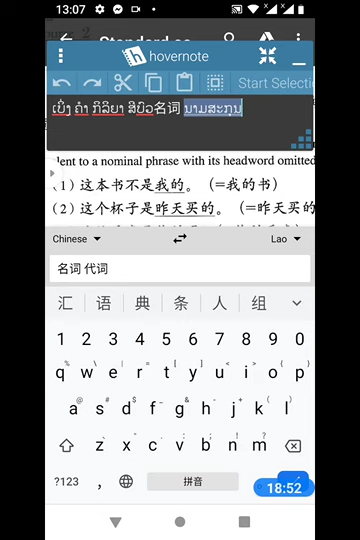 13:07
Standard
hovernote
Start Selectio
ເບິ່ງ ຄຳ ກິລິຍາ ສີບົວ名词 ນາມສະກຸນ
lent to a nominal phrase with its headword omitted
(1) 这本书不是我的。 (=我的书)
(2) 这个杯子是昨天买的。 (=昨天买的
Chinese Lao
名词 代词
汇 语 典 条 人 组
1 2 3 4 5 6 7 8 9 0
q w e r t y u i o p
a s d f g h j k l
z x c v b n m
?123 , 拼音
18:52